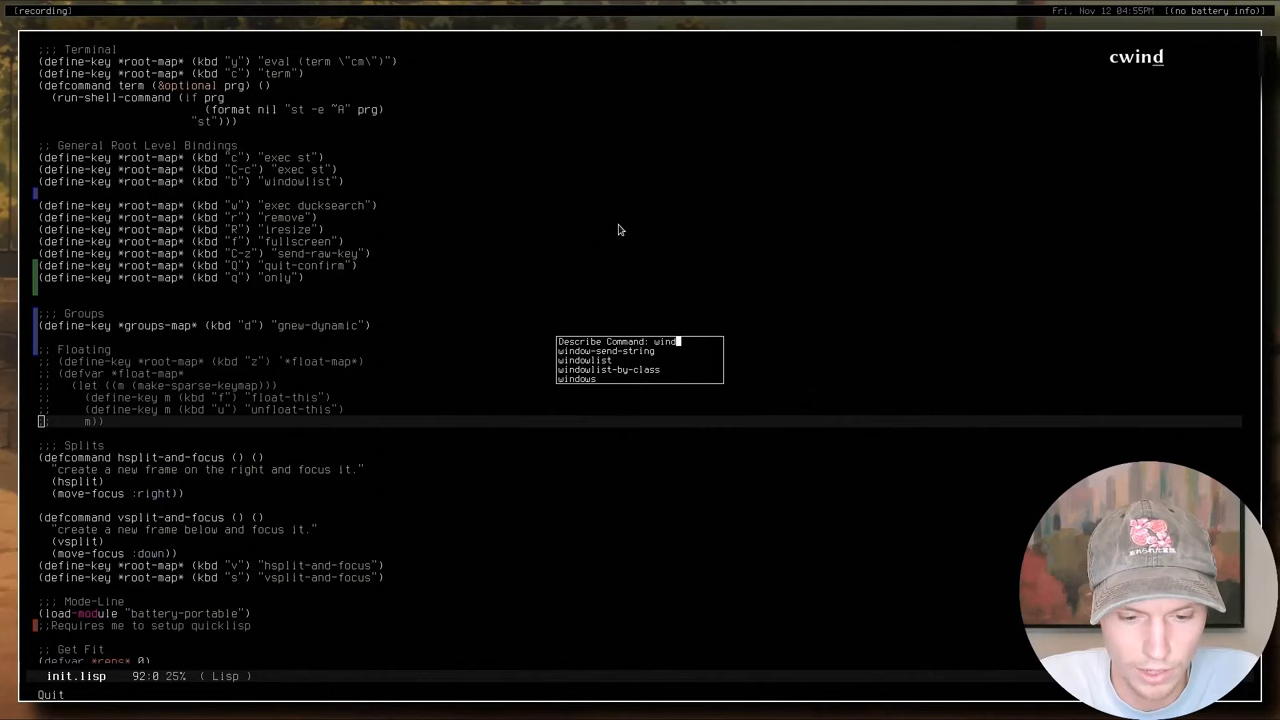 [recording]
Fri, Nov 12 04:55PM [(no battery info)]
cwind
;;; Terminal
(define-key *root-map* (kbd "y") "eval (term \"cm\")")
(define-key *root-map* (kbd "c") "term")
(defcommand term (&optional prg) ()
(run-shell-command (if prg
(format nil "st -e ~A" prg)
"st")))
;; General Root Level Bindings
(define-key *root-map* (kbd "c") "exec st")
(define-key *root-map* (kbd "C-c") "exec st")
(define-key *root-map* (kbd "b") "windowlist")
(define-key *root-map* (kbd "w") "exec ducksearch")
(define-key *root-map* (kbd "r") "remove")
(define-key *root-map* (kbd "R") "iresize")
(define-key *root-map* (kbd "f") "fullscreen")
(define-key *root-map* (kbd "C-z") "send-raw-key")
(define-key *root-map* (kbd "Q") "quit-confirm")
(define-key *root-map* (kbd "q") "only")
;;; Groups
(define-key *groups-map* (kbd "d") "gnew-dynamic")
;; Floating
;; (define-key *root-map* (kbd "z") '*float-map*)
;; (defvar *float-map*
;; (let ((m (make-sparse-keymap)))
;; (define-key m (kbd "f") "float-this")
;; (define-key m (kbd "u") "unfloat-this")
;; m))
Describe Command: wind
window-send-string
windowlist
windowlist-by-class
windows
;;; Splits
(defcommand hsplit-and-focus () ()
"create a new frame on the right and focus it."
(hsplit)
(move-focus :right))
(defcommand vsplit-and-focus () ()
"create a new frame below and focus it."
(vsplit)
(move-focus :down))
(define-key *root-map* (kbd "v") "hsplit-and-focus")
(define-key *root-map* (kbd "s") "vsplit-and-focus")
;;; Mode-Line
(load-module "battery-portable")
;;Requires me to setup quicklisp
;; Get Fit
(defvar *reps* 0)
init.lisp 92:0 25% ( Lisp )
Quit